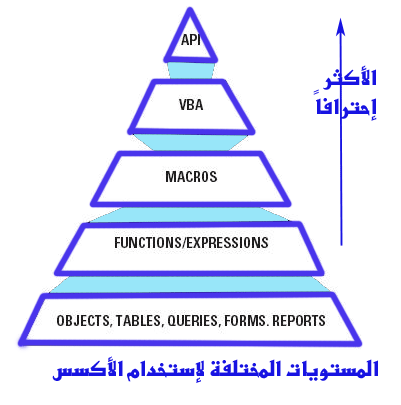 API
الأكثر
إحترافاً
VBA
MACROS
FUNCTIONS/EXPRESSIONS
OBJECTS, TABLES, QUERIES, FORMS. REPORTS
المستويات المختلفة لإستخدام الأكسس